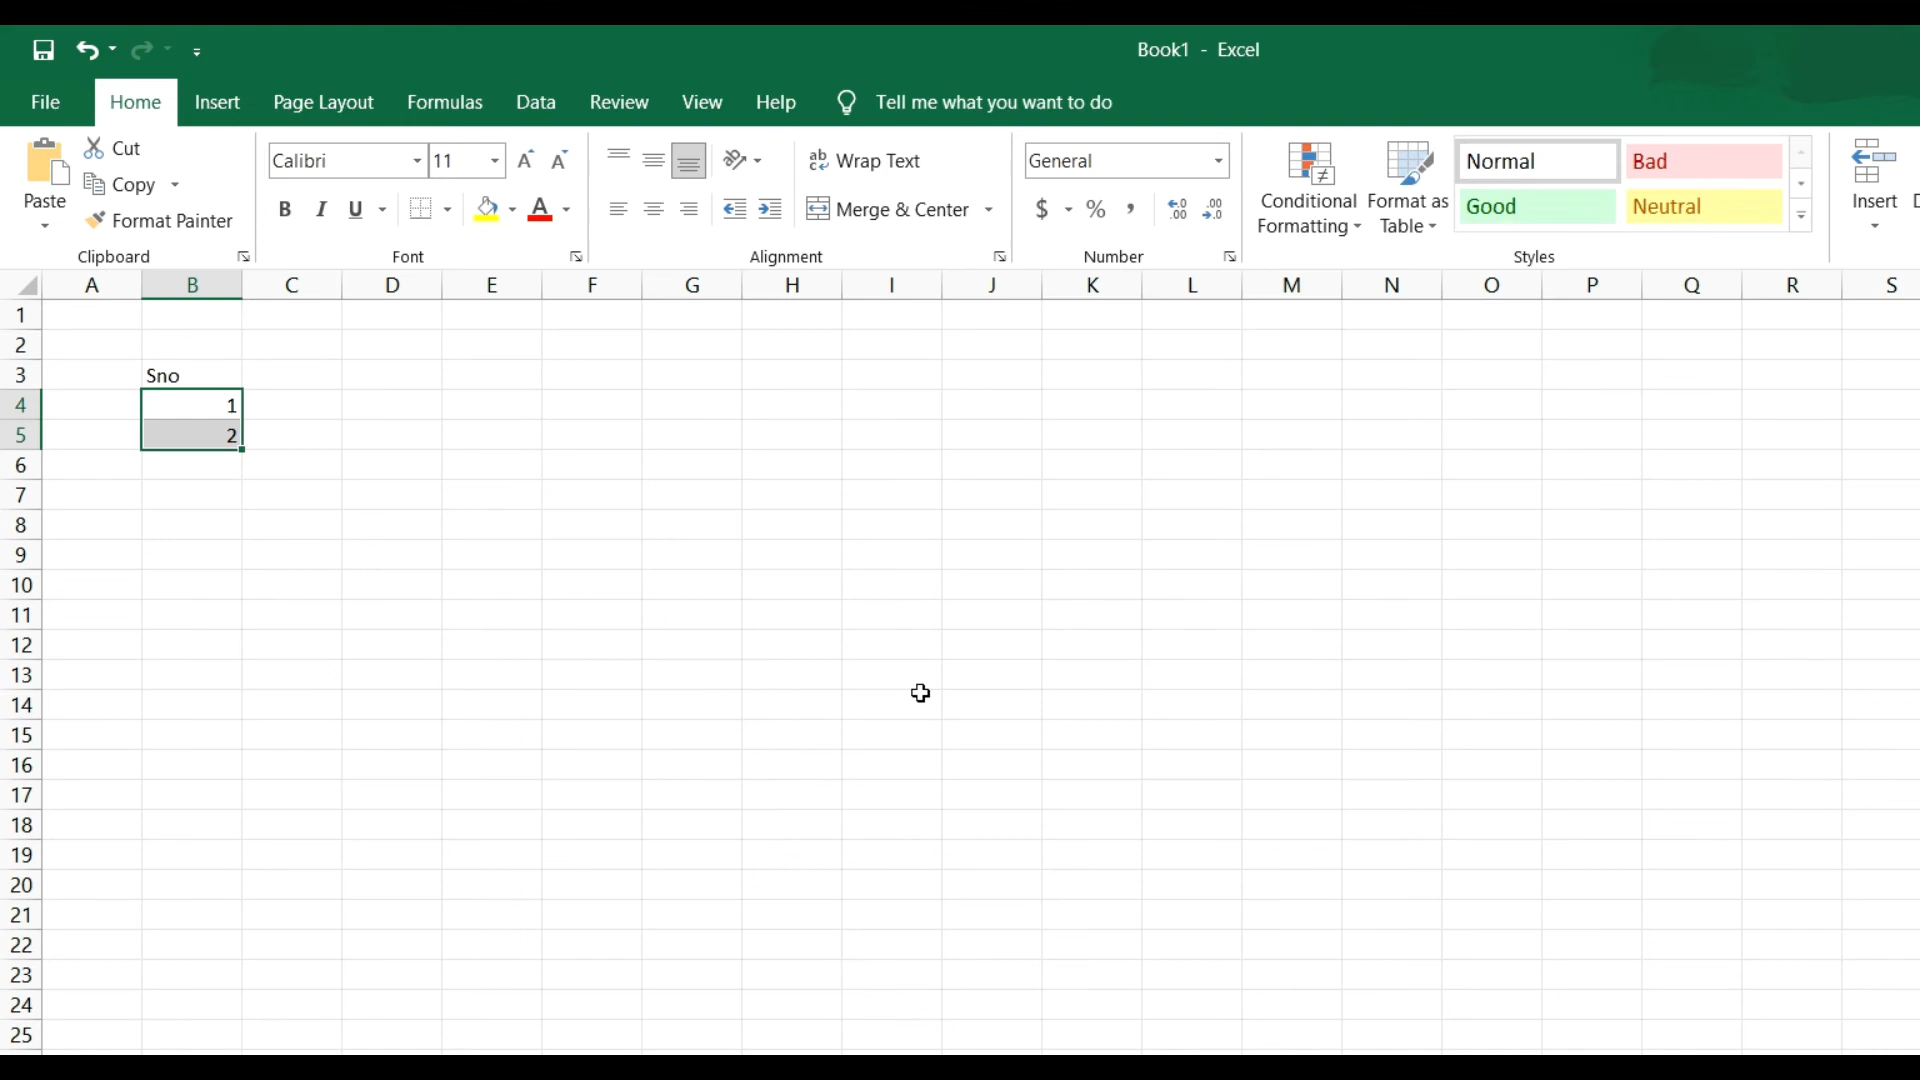 Book1 - Excel
File Home Insert Page Layout Formulas Data Review View Help Tell me what you want to do
Paste
Cut
Copy
Format Painter
Clipboard
Calibri 11
B I U
Font
Wrap Text
Merge & Center
Alignment
General
$ % ,
Number
Conditional Formatting
Format as Table
Normal Bad
Good Neutral
Styles
Insert
A B C D E F G H I J K L M N O P Q R S
1
2
3 Sno
4 1
5 2
6
7
8
9
10
11
12
13
14
15
16
17
18
19
20
21
22
23
24
25